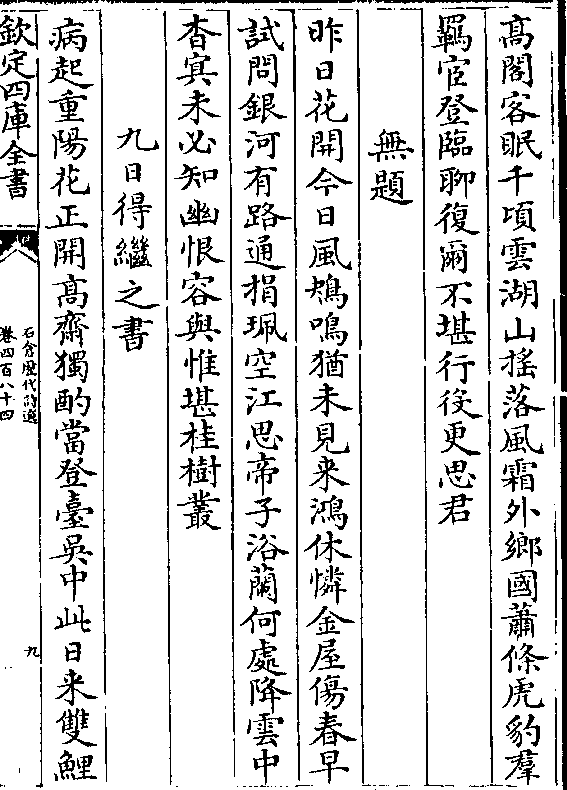 高閣客眠千頃雲湖山揺落風霜外鄉國蕭條虎豹羣
羈宦登臨聊復爾不堪行役更思君
無題
昨日花開今日風鴂鳴猶未見来鴻休憐金屋傷春早
試問銀河有路通捐珮空江思帝子浴蘭何處降雲中
杳㝠未必知幽恨容與惟堪桂樹叢
九日得繼之書
病起重陽花正開高齋獨酌當登臺吳中此日来雙鯉
欽定四庫全書
石倉歷代詩選
卷四百八十四
九